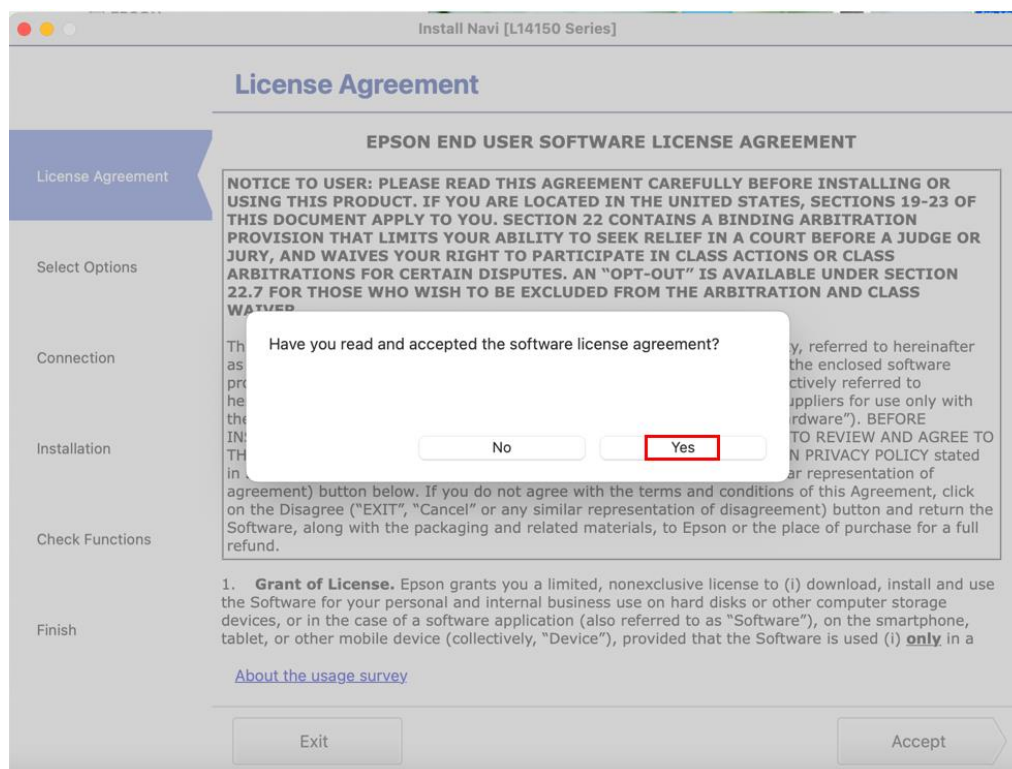 Install Navi [L14150 Series]
License Agreement
EPSON END USER SOFTWARE LICENSE AGREEMENT
License Agreement
Select Options
Connection
Installation
Check Functions
Finish
NOTICE TO USER: PLEASE READ THIS AGREEMENT CAREFULLY BEFORE INSTALLING OR
USING THIS PRODUCT. IF YOU ARE LOCATED IN THE UNITED STATES, SECTIONS 19-23 OF
THIS DOCUMENT APPLY TO YOU. SECTION 22 CONTAINS A BINDING ARBITRATION
PROVISION THAT LIMITS YOUR ABILITY TO SEEK RELIEF IN A COURT BEFORE A JUDGE OR
JURY, AND WAIVES YOUR RIGHT TO PARTICIPATE IN CLASS ACTIONS OR CLASS
ARBITRATIONS FOR CERTAIN DISPUTES. AN “OPT-OUT” IS AVAILABLE UNDER SECTION
22.7 FOR THOSE WHO WISH TO BE EXCLUDED FROM THE ARBITRATION AND CLASS
WAIVER
Have you read and accepted the software license agreement?
No
Yes
y, referred to hereinafter
as the enclosed software
ctively referred to
he uppliers for use only with
the rdware”). BEFORE
TO REVIEW AND AGREE TO
TH N PRIVACY POLICY stated
in ar representation of
agreement) button below. If you do not agree with the terms and conditions of this Agreement, click
on the Disagree (“EXIT”, “Cancel” or any similar representation of disagreement) button and return the
Software, along with the packaging and related materials, to Epson or the place of purchase for a full
refund.
1. Grant of License. Epson grants you a limited, nonexclusive license to (i) download, install and use
the Software for your personal and internal business use on hard disks or other computer storage
devices, or in the case of a software application (also referred to as “Software”), on the smartphone,
tablet, or other mobile device (collectively, “Device”), provided that the Software is used (i) only in a
About the usage survey
Exit
Accept